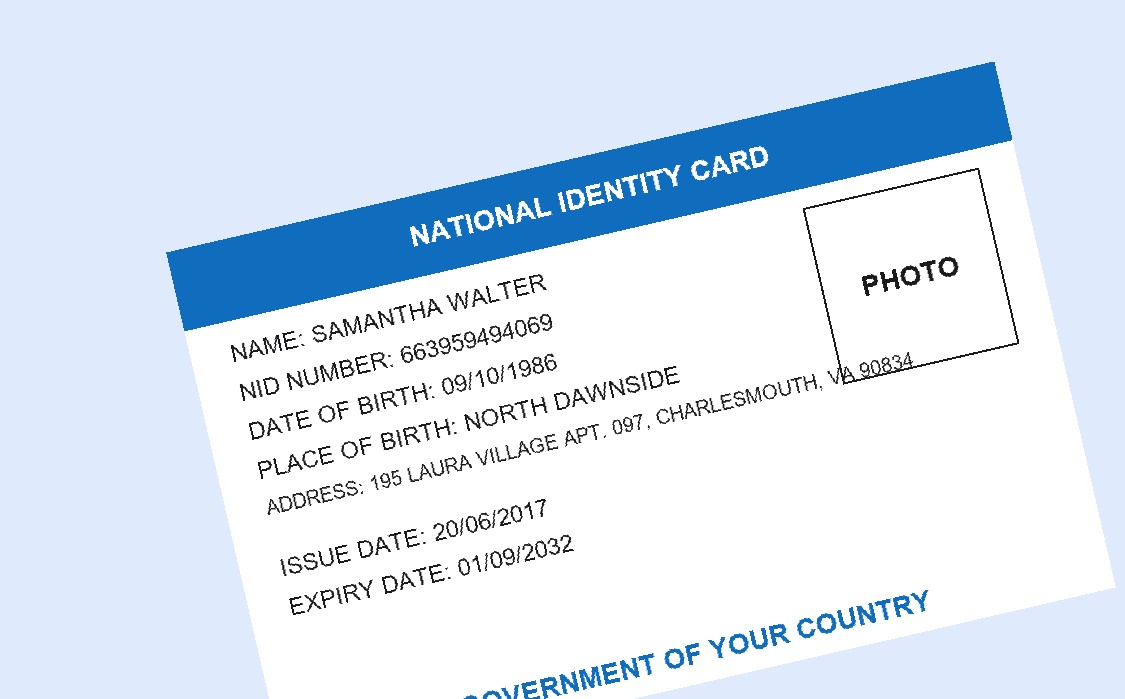 NATIONAL IDENTITY CARD
PHOTO
NAME: SAMANTHA WALTER
NID NUMBER: 663959494069
DATE OF BIRTH: 09/10/1986
PLACE OF BIRTH: NORTH DAWNSIDE
ADDRESS: 195 LAURA VILLAGE APT. 097, CHARLESMOUTH, VA 90834
ISSUE DATE: 20/06/2017
EXPIRY DATE: 01/09/2032
GOVERNMENT OF YOUR COUNTRY